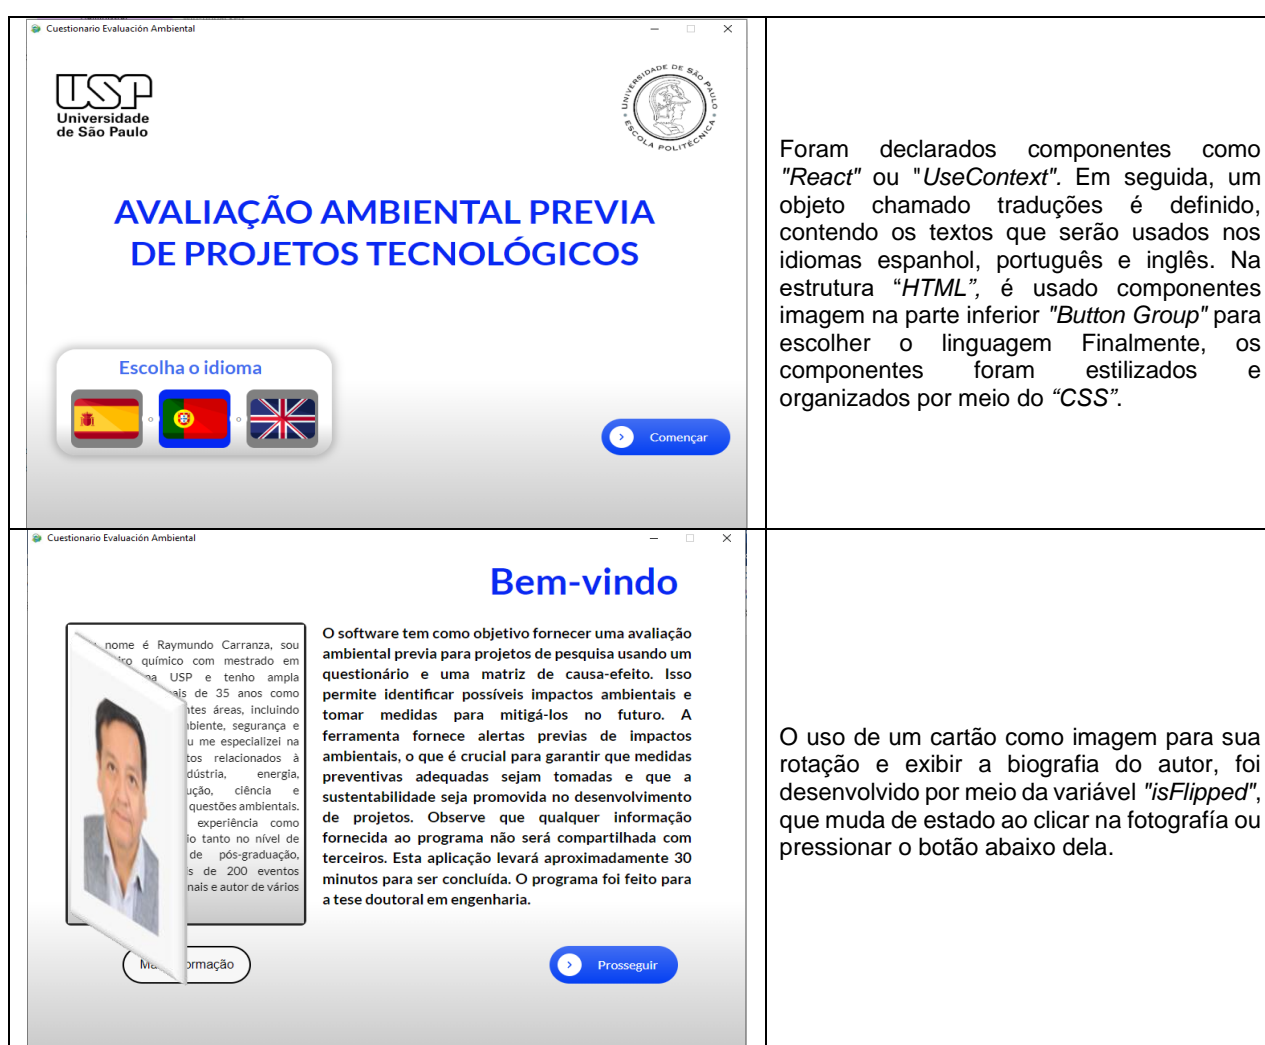 Cuestionario Evaluación Ambiental
USP
Universidade
de São Paulo
UNIVERSIDADE DE SÃO PAULO
ESCOLA POLITÉCNICA
AVALIAÇÃO AMBIENTAL PREVIA
DE PROJETOS TECNOLÓGICOS
Escolha o idioma
Começar
Foram declarados componentes como
"React" ou "UseContext". Em seguida, um
objeto chamado traduções é definido,
contendo os textos que serão usados nos
idiomas espanhol, português e inglês. Na
estrutura “HTML”, é usado componentes
imagem na parte inferior "Button Group" para
escolher o linguagem Finalmente, os
componentes foram estilizados e
organizados por meio do “CSS”.
Cuestionario Evaluación Ambiental
Bem-vindo
nome é Raymundo Carranza, sou
químico com mestrado em
USP e tenho ampla
de 35 anos como
áreas, incluindo
segurança e
u me especializei na
relacionados à
energia,
ciência e
questões ambientais.
experiência como
tanto no nível de
de pós-graduação,
de 200 eventos
e autor de vários
O software tem como objetivo fornecer uma avaliação
ambiental previa para projetos de pesquisa usando um
questionário e uma matriz de causa-efeito. Isso
permite identificar possíveis impactos ambientais e
tomar medidas para mitigá-los no futuro. A
ferramenta fornece alertas previas de impactos
ambientais, o que é crucial para garantir que medidas
preventivas adequadas sejam tomadas e que a
sustentabilidade seja promovida no desenvolvimento
de projetos. Observe que qualquer informação
fornecida ao programa não será compartilhada com
terceiros. Esta aplicação levará aproximadamente 30
minutos para ser concluída. O programa foi feito para
a tese doutoral em engenharia.
Prosseguir
O uso de um cartão como imagem para sua
rotação e exibir a biografia do autor, foi
desenvolvido por meio da variável "isFlipped",
que muda de estado ao clicar na fotografía ou
pressionar o botão abaixo dela.